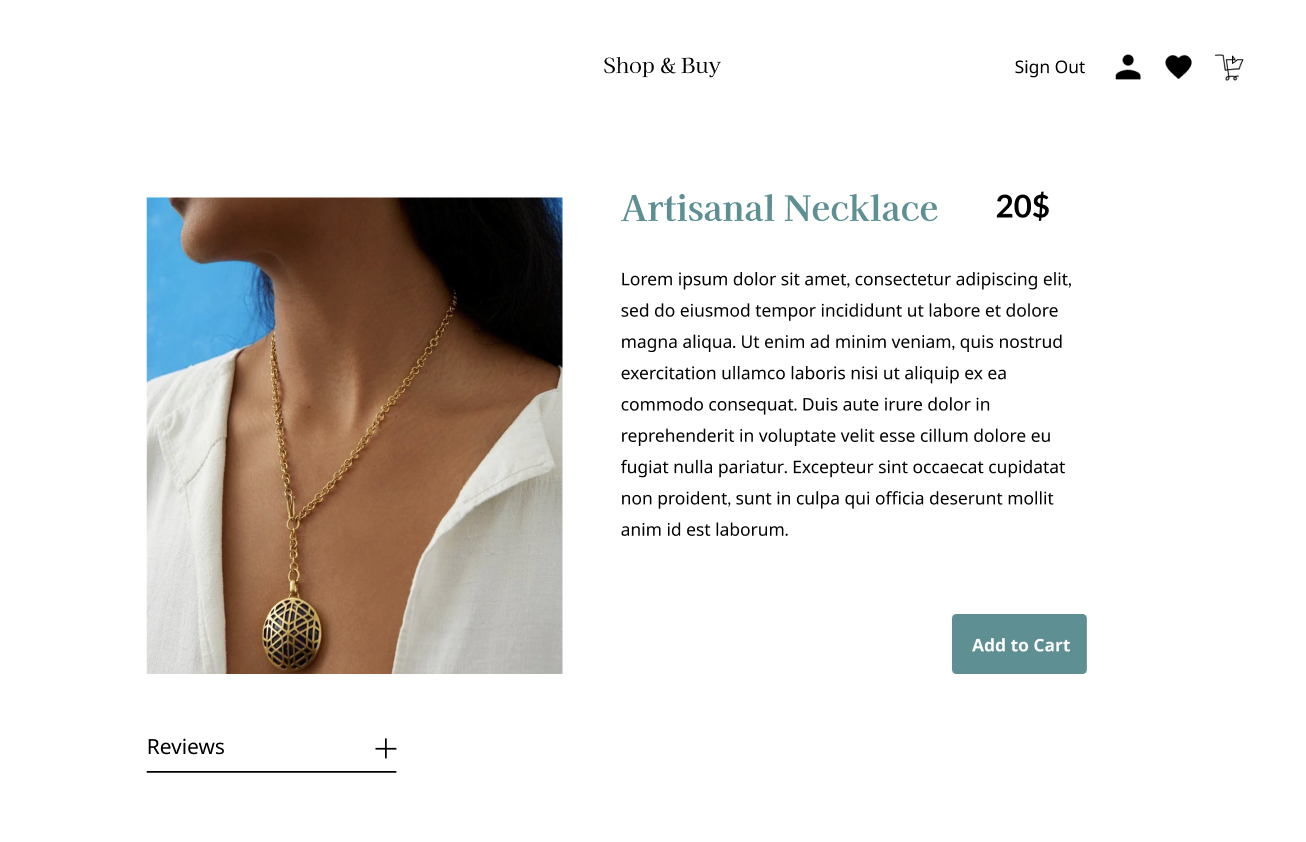 Shop & Buy
Sign Out
Artisanal Necklace
20$
Lorem ipsum dolor sit amet, consectetur adipiscing elit,
sed do eiusmod tempor incididunt ut labore et dolore
magna aliqua. Ut enim ad minim veniam, quis nostrud
exercitation ullamco laboris nisi ut aliquip ex ea
commodo consequat. Duis aute irure dolor in
reprehenderit in voluptate velit esse cillum dolore eu
fugiat nulla pariatur. Excepteur sint occaecat cupidatat
non proident, sunt in culpa qui officia deserunt mollit
anim id est laborum.
Add to Cart
Reviews